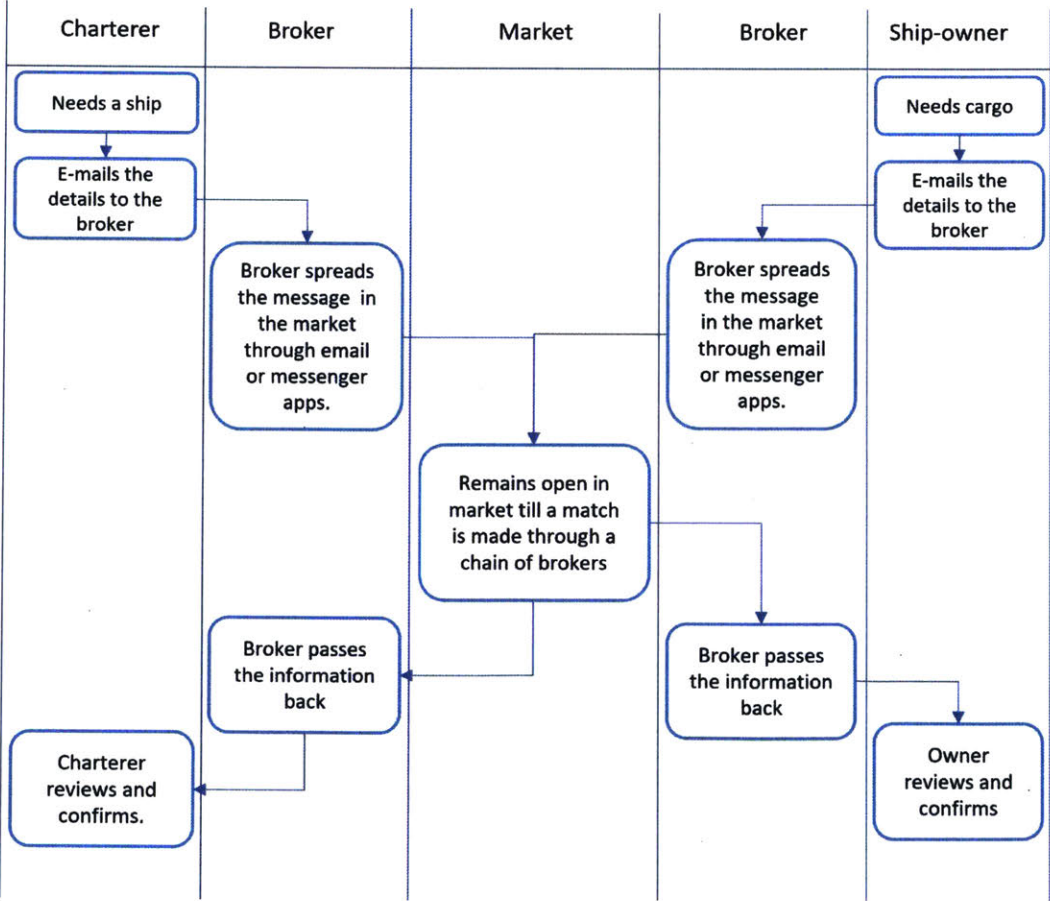 Charterer
Broker
Market
Broker
Ship-owner
Needs a ship
Needs cargo
E-mails the
details to the
broker
E-mails the
details to the
broker
Broker spreads
the message in
the market
through email
or messenger
apps.
Broker spreads
the message
in the market
through email
or messenger
apps.
Remains open in
market till a match
is made through a
chain of brokers
Broker passes
the information
back
Broker passes
the information
back
Charterer
reviews and
confirms.
Owner
reviews and
confirms